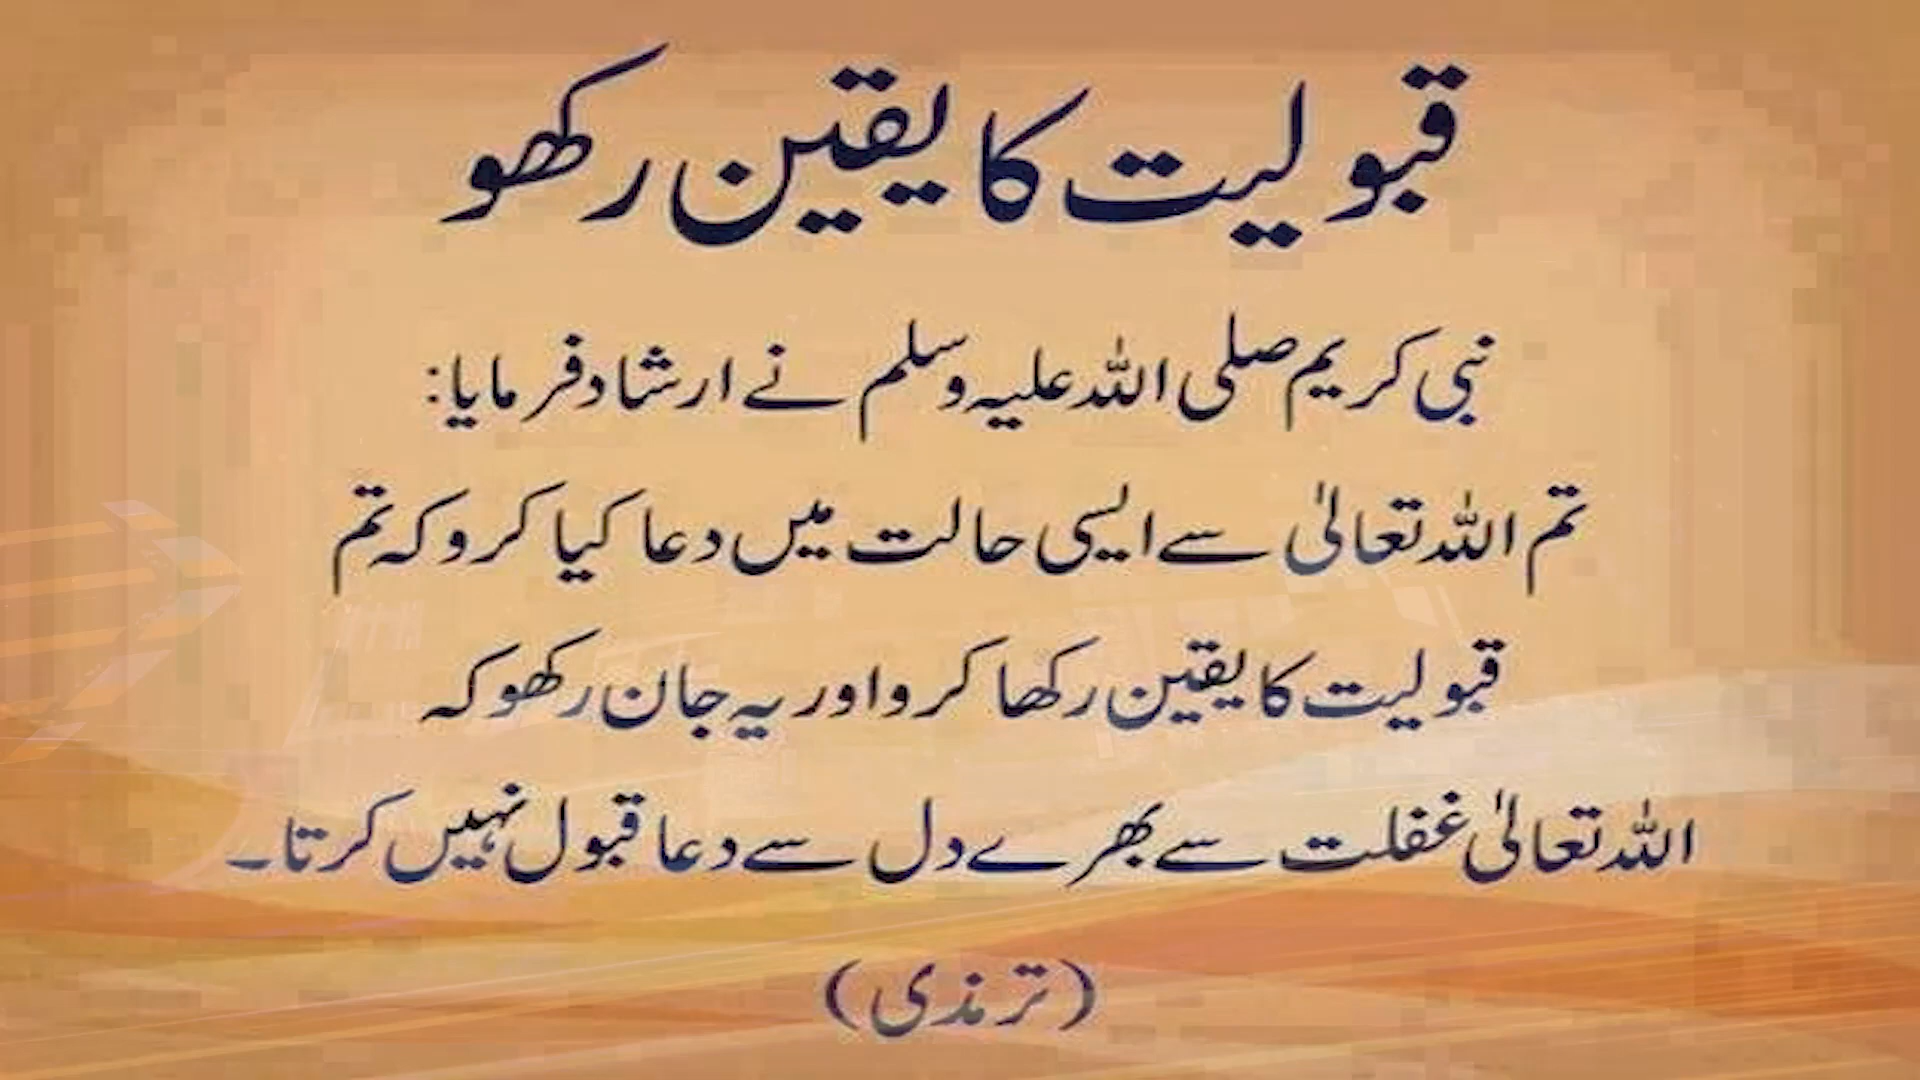 قبولیت کا یقین رکھو
نبی کریم صلی اللہ علیہ وسلم نے ارشاد فرمایا:
تم اللہ تعالیٰ سے ایسی حالت میں دعا کیا کرو کہ تم
قبولیت کا یقین رکھا کرو اور یہ جان رکھو کہ
اللہ تعالیٰ غفلت سے بھرے دل سے دعا قبول نہیں کرتا۔
(ترمذی)